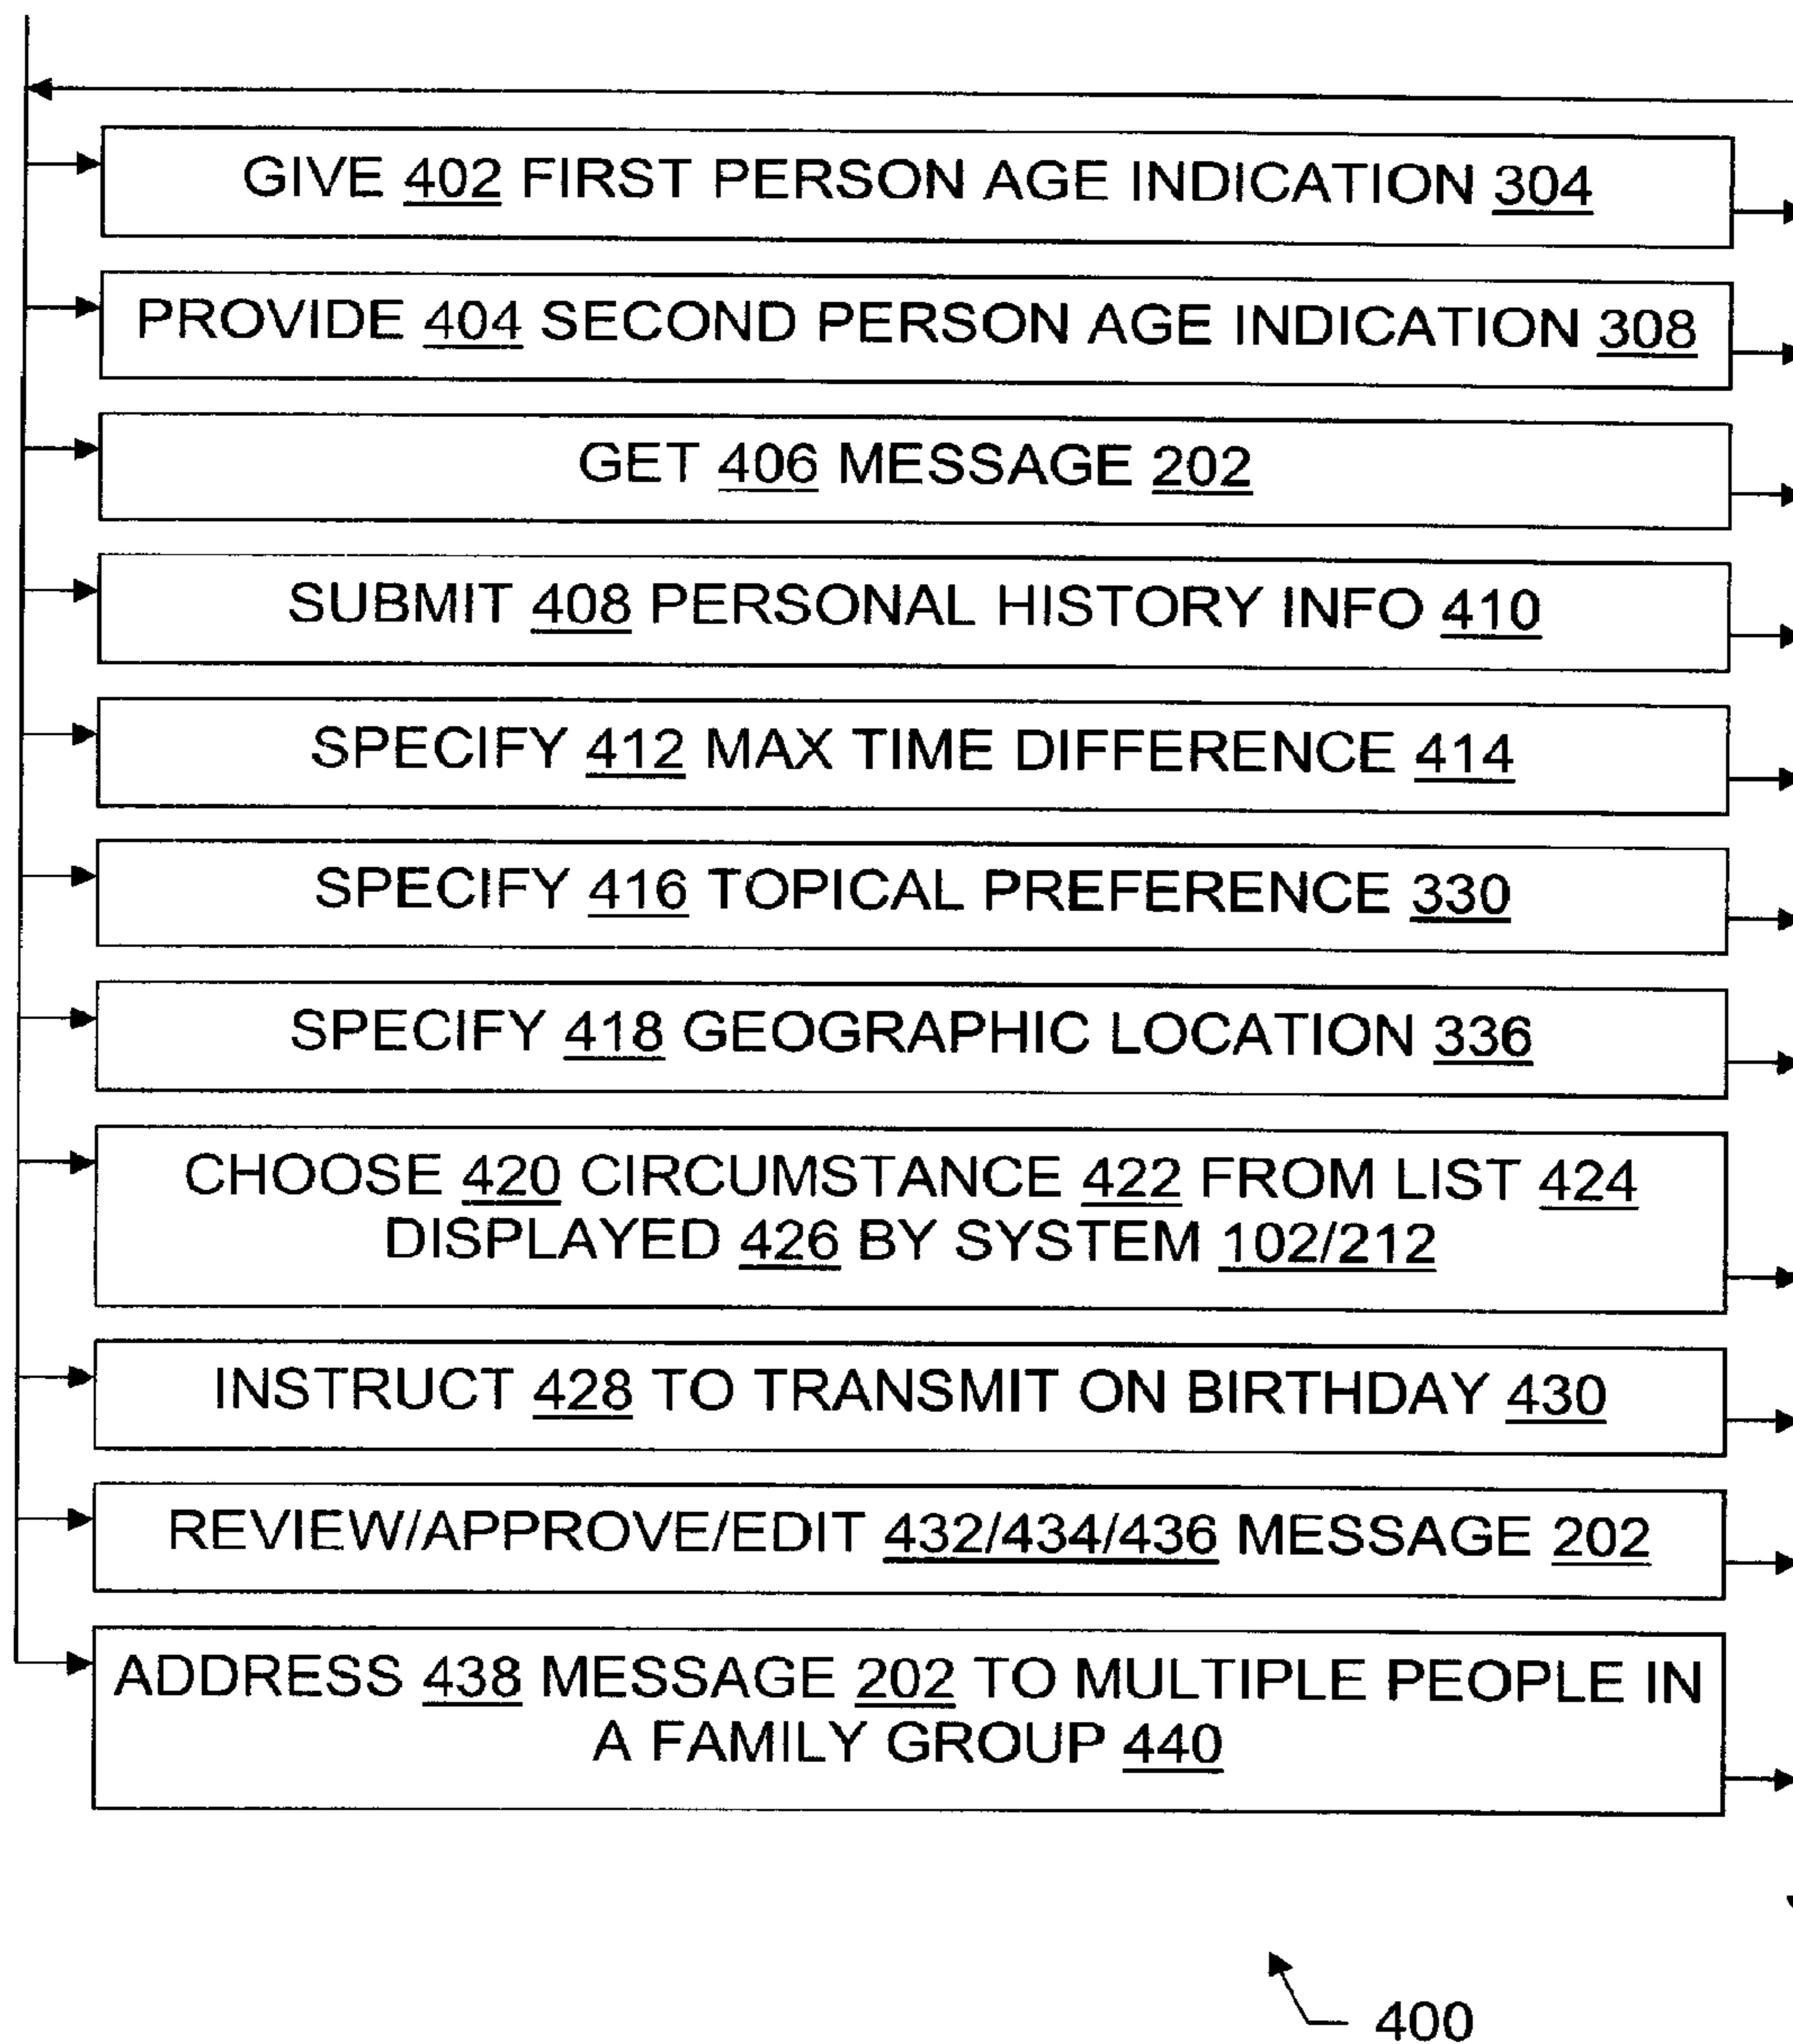 GIVE 402 FIRST PERSON AGE INDICATION 304
PROVIDE 404 SECOND PERSON AGE INDICATION 308
GET 406 MESSAGE 202
SUBMIT 408 PERSONAL HISTORY INFO 410
SPECIFY 412 MAX TIME DIFFERENCE 414
SPECIFY 416 TOPICAL PREFERENCE 330
SPECIFY 418 GEOGRAPHIC LOCATION 336
CHOOSE 420 CIRCUMSTANCE 422 FROM LIST 424
DISPLAYED 426 BY SYSTEM 102/212
INSTRUCT 428 TO TRANSMIT ON BIRTHDAY 430
REVIEW/APPROVE/EDIT 432/434/436 MESSAGE 202
ADDRESS 438 MESSAGE 202 TO MULTIPLE PEOPLE IN
A FAMILY GROUP 440
400